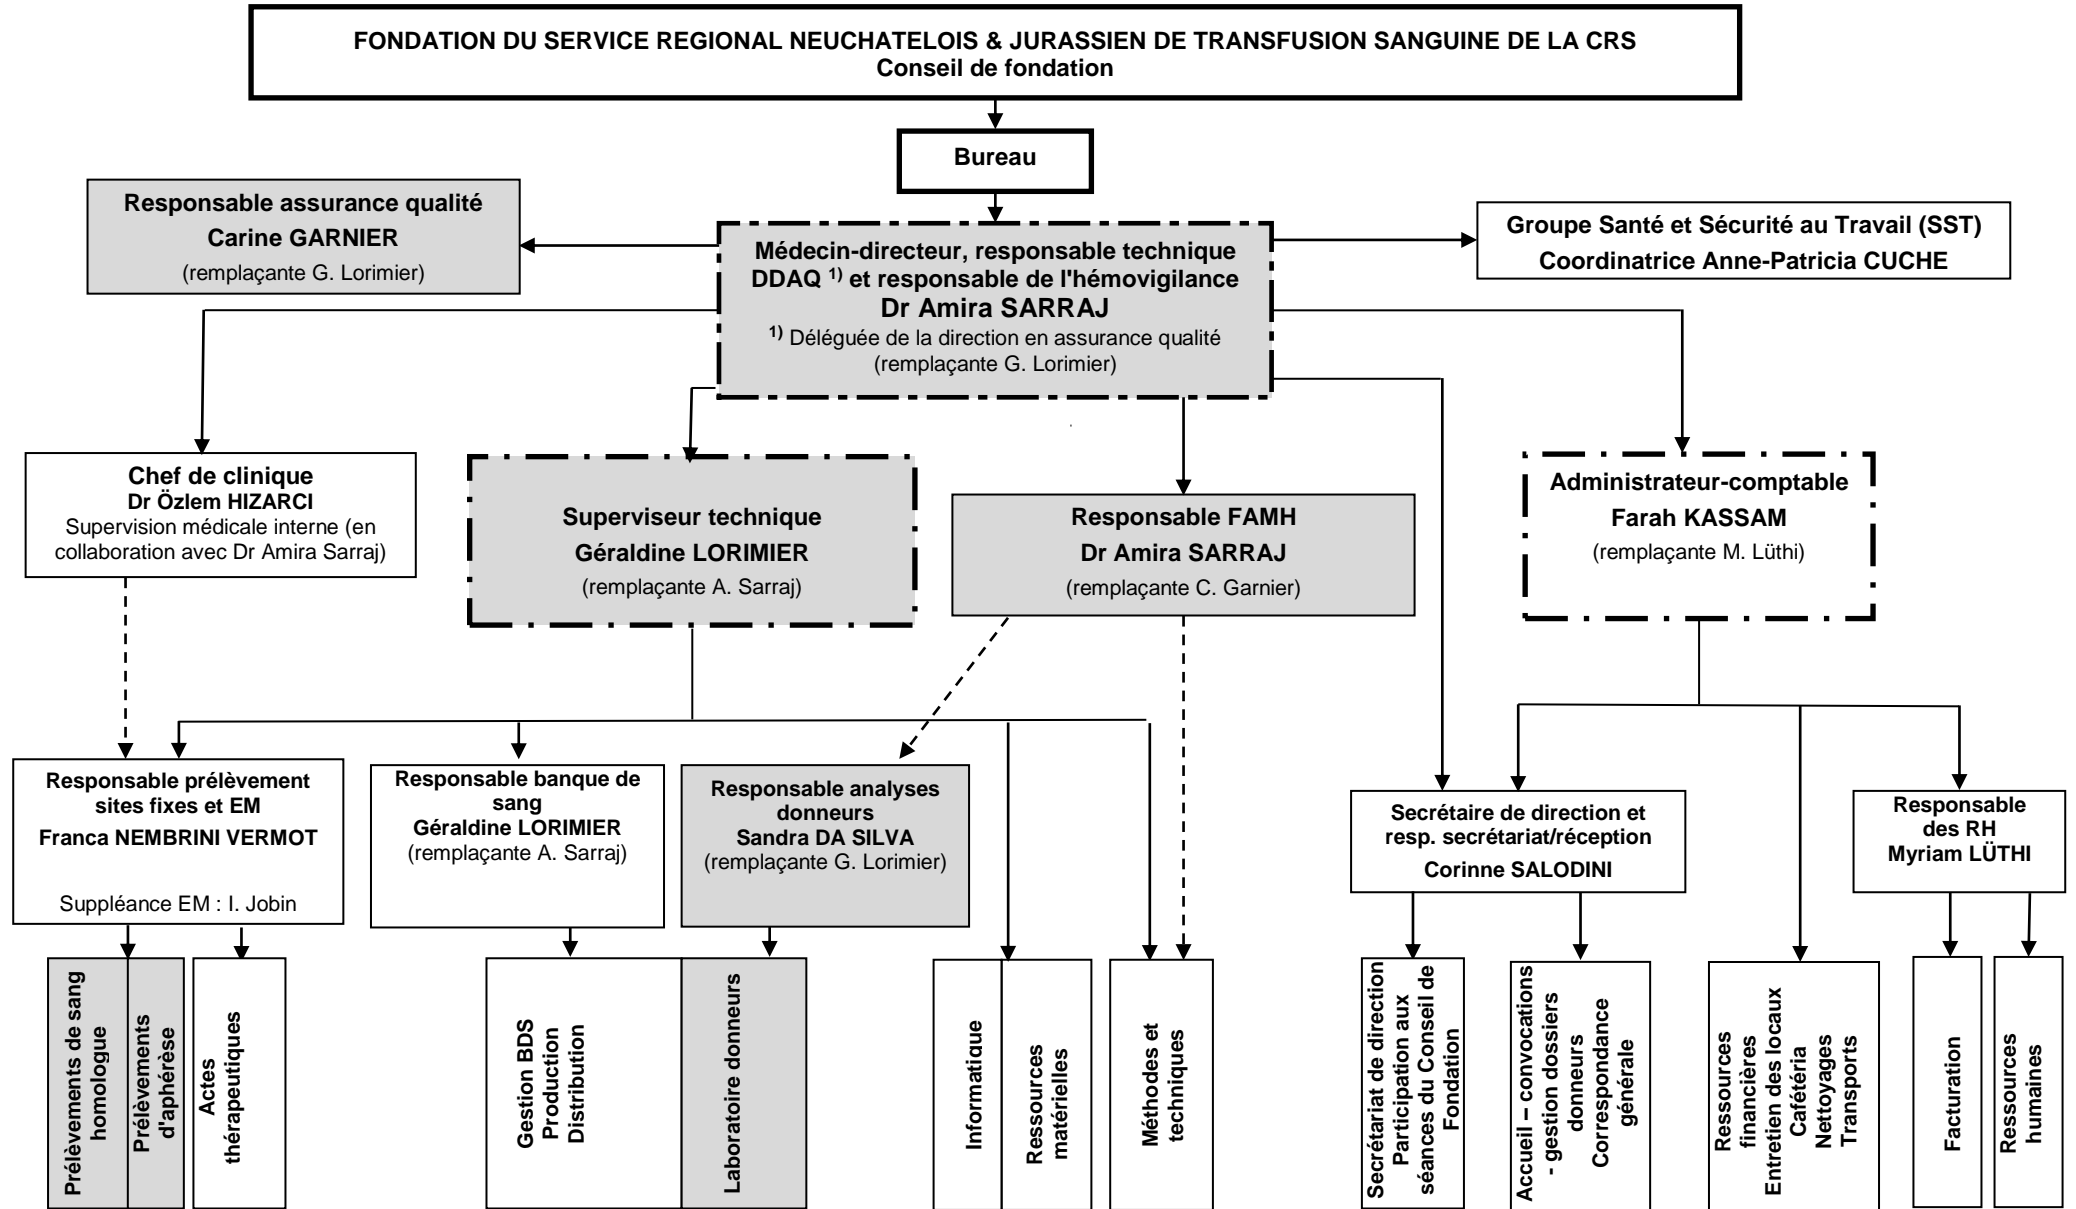 FONDATION DU SERVICE REGIONAL NEUCHATELOIS & JURASSIEN DE TRANSFUSION SANGUINE DE LA CRS
Conseil de fondation
Bureau
Responsable assurance qualité
Carine GARNIER
(remplaçante G. Lorimier)
Médecin-directeur, responsable technique
DDAQ 1) et responsable de l'hémovigilance
Dr Amira SARRAJ
1) Déléguée de la direction en assurance qualité
(remplaçante G. Lorimier)
Groupe Santé et Sécurité au Travail (SST)
Coordinatrice Anne-Patricia CUCHE
Chef de clinique
Dr Özlem HIZARCI
Supervision médicale interne (en
collaboration avec Dr Amira Sarraj)
Superviseur technique
Géraldine LORIMIER
(remplaçante A. Sarraj)
Responsable FAMH
Dr Amira SARRAJ
(remplaçante C. Garnier)
Administrateur-comptable
Farah KASSAM
(remplaçante M. Lüthi)
Responsable prélèvement
sites fixes et EM
Franca NEMBRINI VERMOT
Suppléance EM : I. Jobin
Responsable banque de
sang
Géraldine LORIMIER
(remplaçante A. Sarraj)
Responsable analyses
donneurs
Sandra DA SILVA
(remplaçante G. Lorimier)
Secrétaire de direction et
resp. secrétariat/réception
Corinne SALODINI
Responsable
des RH
Myriam LÜTHI
Prélèvements de sang
homologue
Prélèvements
d'aphérèse
Actes
thérapeutiques
Gestion BDS
Production
Distribution
Laboratoire donneurs
Informatique
Ressources
matérielles
Méthodes et
techniques
Secrétariat de direction
Participation aux
séances du Conseil de
Fondation
Accueil – convocations
- gestion dossiers
donneurs
Correspondance
générale
Ressources
financières
Entretien des locaux
Cafétéria
Nettoyages
Transports
Facturation
Ressources
humaines